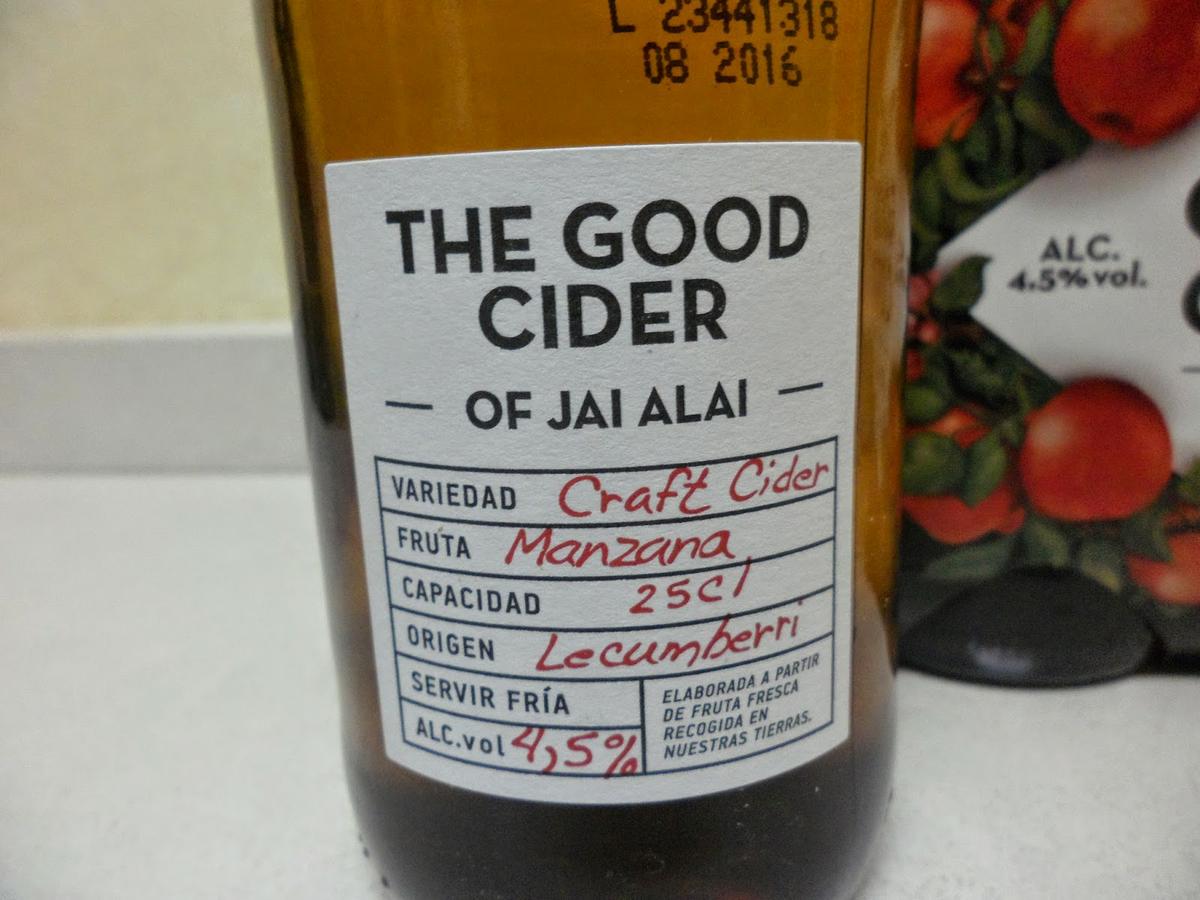 L 23441318
08 2016
THE GOOD
CIDER
OF JAI ALAI
VARIEDAD Craft Cider
FRUTA Manzana
CAPACIDAD 25cl
ORIGEN Lecumberri
SERVIR FRÍA
ALC.vol 4,5%
ELABORADA A PARTIR
DE FRUTA FRESCA
RECOGIDA EN
NUESTRAS TIERRAS.
ALC.
4.5% vol.